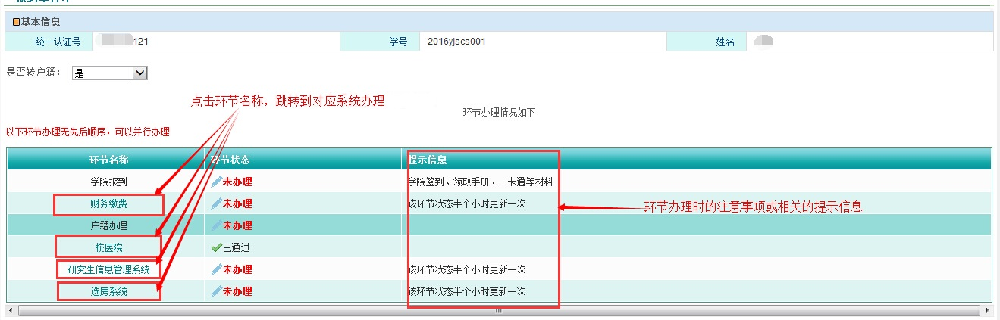 基本信息
统一认证号 121 学号 2016yjscs001 姓名
是否转户籍： 是
点击环节名称，跳转到对应系统办理
环节办理情况如下
以下环节办理无先后顺序，可以并行办理
环节名称 环节状态 提示信息
学院报到 未办理 学院签到、领取手册、一卡通等材料
财务缴费 未办理 该环节状态半个小时更新一次
环节办理时的注意事项或相关的提示信息
户籍办理 未办理
校医院 已通过
研究生信息管理系统 未办理 该环节状态半个小时更新一次
选房系统 未办理 该环节状态半个小时更新一次